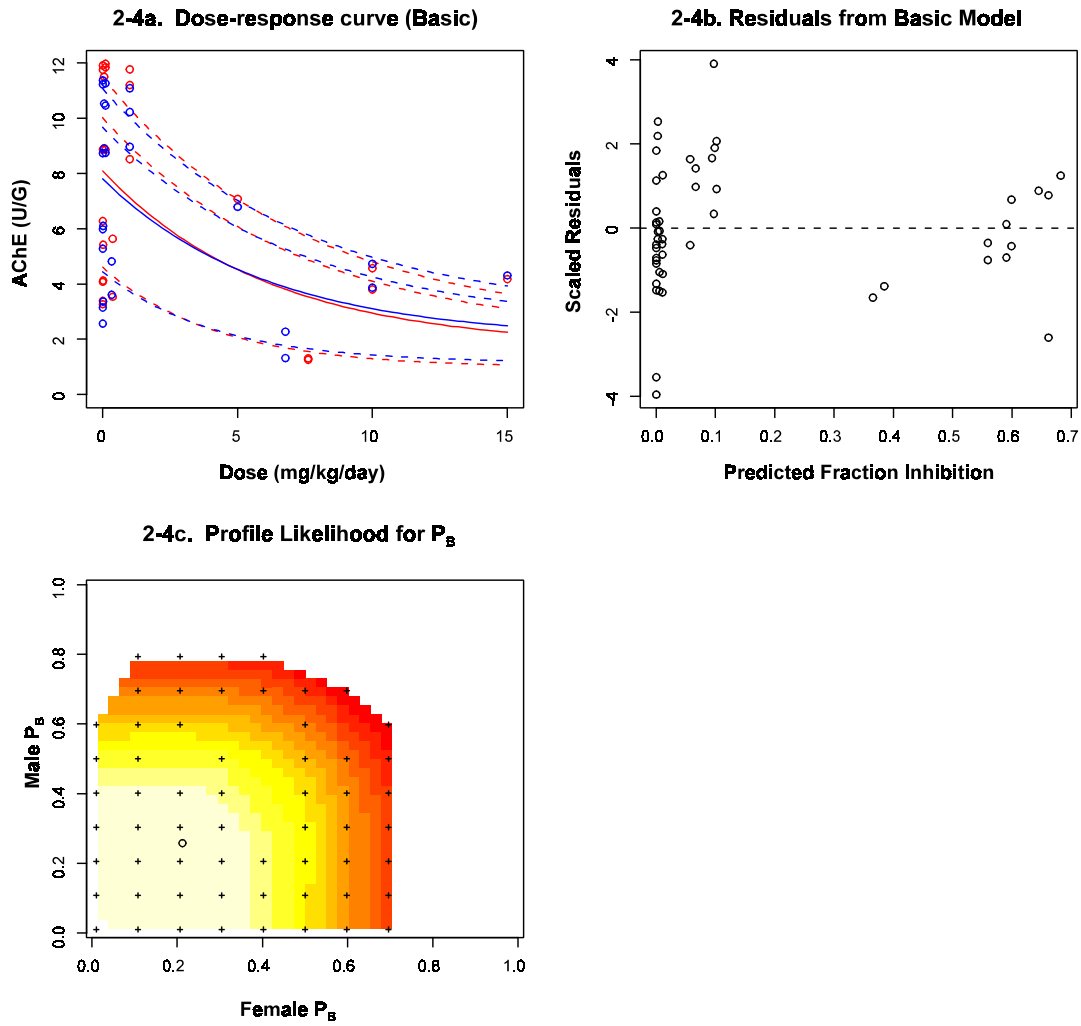 2-4a. Dose-response curve (Basic)
AChE (U/G)
12
10
8
6
4
2
0
0 5 10 15
Dose (mg/kg/day)
2-4b. Residuals from Basic Model
Scaled Residuals
4
2
0
-2
-4
0.0 0.1 0.2 0.3 0.4 0.5 0.6 0.7
Predicted Fraction Inhibition
2-4c. Profile Likelihood for PB
Male PB
1.0
0.8
0.6
0.4
0.2
0.0
0.0 0.2 0.4 0.6 0.8 1.0
Female PB